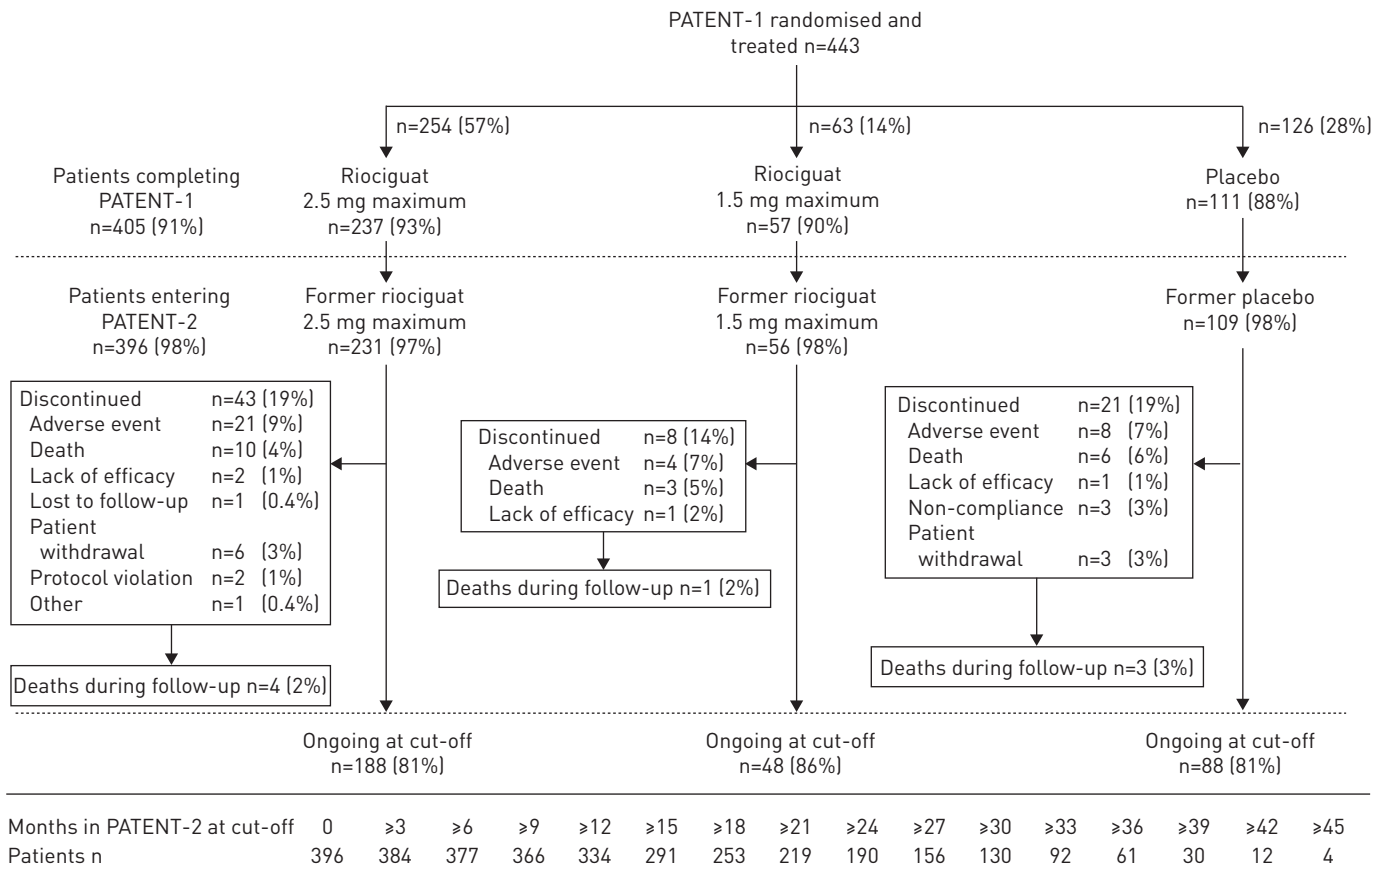 PATENT-1 randomised and
treated n=443
n=254 (57%)
n=63 (14%)
n=126 (28%)
Patients completing
PATENT-1
n=405 (91%)
Riociguat
2.5 mg maximum
n=237 (93%)
Riociguat
1.5 mg maximum
n=57 (90%)
Placebo
n=111 (88%)
Patients entering
PATENT-2
n=396 (98%)
Former riociguat
2.5 mg maximum
n=231 (97%)
Former riociguat
1.5 mg maximum
n=56 (98%)
Former placebo
n=109 (98%)
Discontinued n=43 (19%)
Adverse event n=21 (9%)
Death n=10 (4%)
Lack of efficacy n=2 (1%)
Lost to follow-up n=1 (0.4%)
Patient
withdrawal n=6 (3%)
Protocol violation n=2 (1%)
Other n=1 (0.4%)
Deaths during follow-up n=4 (2%)
Discontinued n=8 (14%)
Adverse event n=4 (7%)
Death n=3 (5%)
Lack of efficacy n=1 (2%)
Deaths during follow-up n=1 (2%)
Discontinued n=21 (19%)
Adverse event n=8 (7%)
Death n=6 (6%)
Lack of efficacy n=1 (1%)
Non-compliance n=3 (3%)
Patient
withdrawal n=3 (3%)
Deaths during follow-up n=3 (3%)
Ongoing at cut-off
n=188 (81%)
Ongoing at cut-off
n=48 (86%)
Ongoing at cut-off
n=88 (81%)
Months in PATENT-2 at cut-off 0 ⩾3 ⩾6 ⩾9 ⩾12 ⩾15 ⩾18 ⩾21 ⩾24 ⩾27 ⩾30 ⩾33 ⩾36 ⩾39 ⩾42 ⩾45
Patients n 396 384 377 366 334 291 253 219 190 156 130 92 61 30 12 4